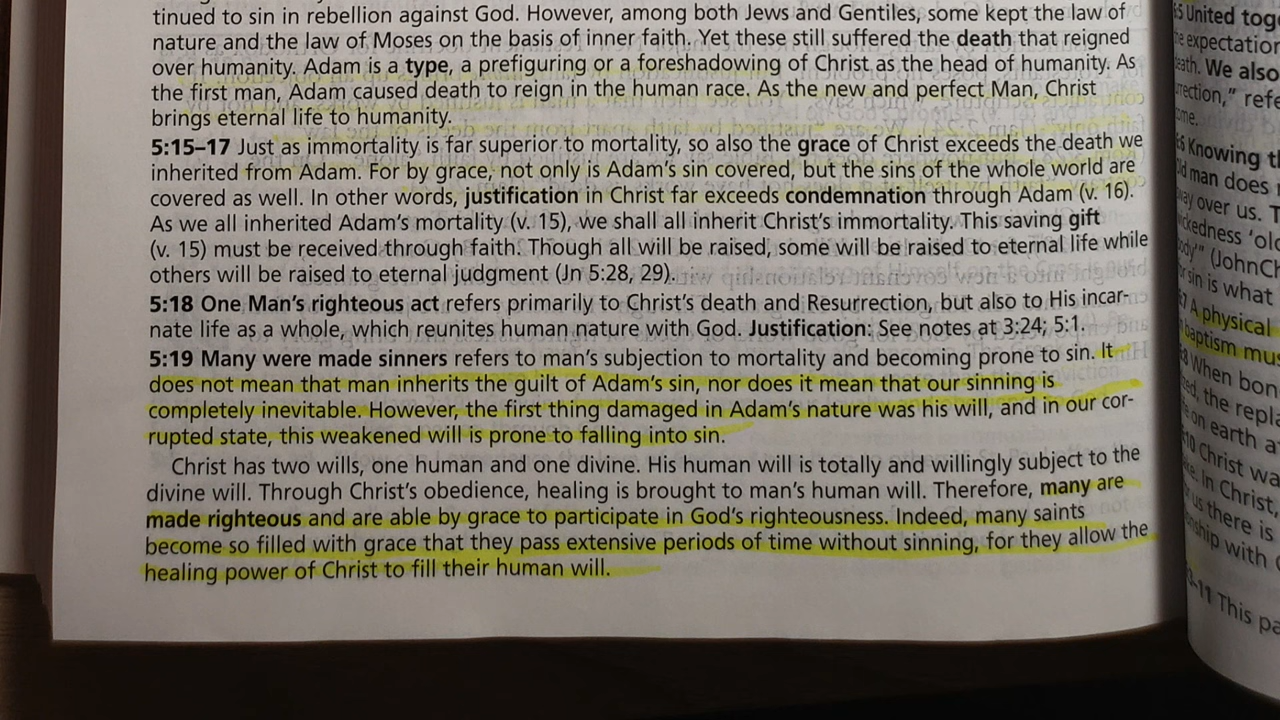 tinued to sin in rebellion against God. However, among both Jews and Gentiles, some kept the law of
nature and the law of Moses on the basis of inner faith. Yet these still suffered the death that reigned
over humanity. Adam is a type, a prefiguring or a foreshadowing of Christ as the head of humanity. As
the first man, Adam caused death to reign in the human race. As the new and perfect Man, Christ
brings eternal life to humanity.
5:15–17 Just as immortality is far superior to mortality, so also the grace of Christ exceeds the death we
inherited from Adam. For by grace, not only is Adam's sin covered, but the sins of the whole world are
covered as well. In other words, justification in Christ far exceeds condemnation through Adam (v. 16).
As we all inherited Adam's mortality (v. 15), we shall all inherit Christ's immortality. This saving gift
(v. 15) must be received through faith. Though all will be raised, some will be raised to eternal life while
others will be raised to eternal judgment (Jn 5:28, 29).
5:18 One Man's righteous act refers primarily to Christ's death and Resurrection, but also to His incar-
nate life as a whole, which reunites human nature with God. Justification: See notes at 3:24; 5:1.
5:19 Many were made sinners refers to man's subjection to mortality and becoming prone to sin. It
does not mean that man inherits the guilt of Adam's sin, nor does it mean that our sinning is
completely inevitable. However, the first thing damaged in Adam's nature was his will, and in our cor-
rupted state, this weakened will is prone to falling into sin.
Christ has two wills, one human and one divine. His human will is totally and willingly subject to the
divine will. Through Christ's obedience, healing is brought to man's human will. Therefore, many are
made righteous and are able by grace to participate in God's righteousness. Indeed, many saints
become so filled with grace that they pass extensive periods of time without sinning, for they allow the
healing power of Christ to fill their human will.
United tog
expectation
We also
refe
Knowing th
man does
over us. T
'old
(JohnCh
sin is what
A physical
baptism mus
When bon
the repla
on earth a
Christ wa
In Christ,
us there is
with
11 This pa